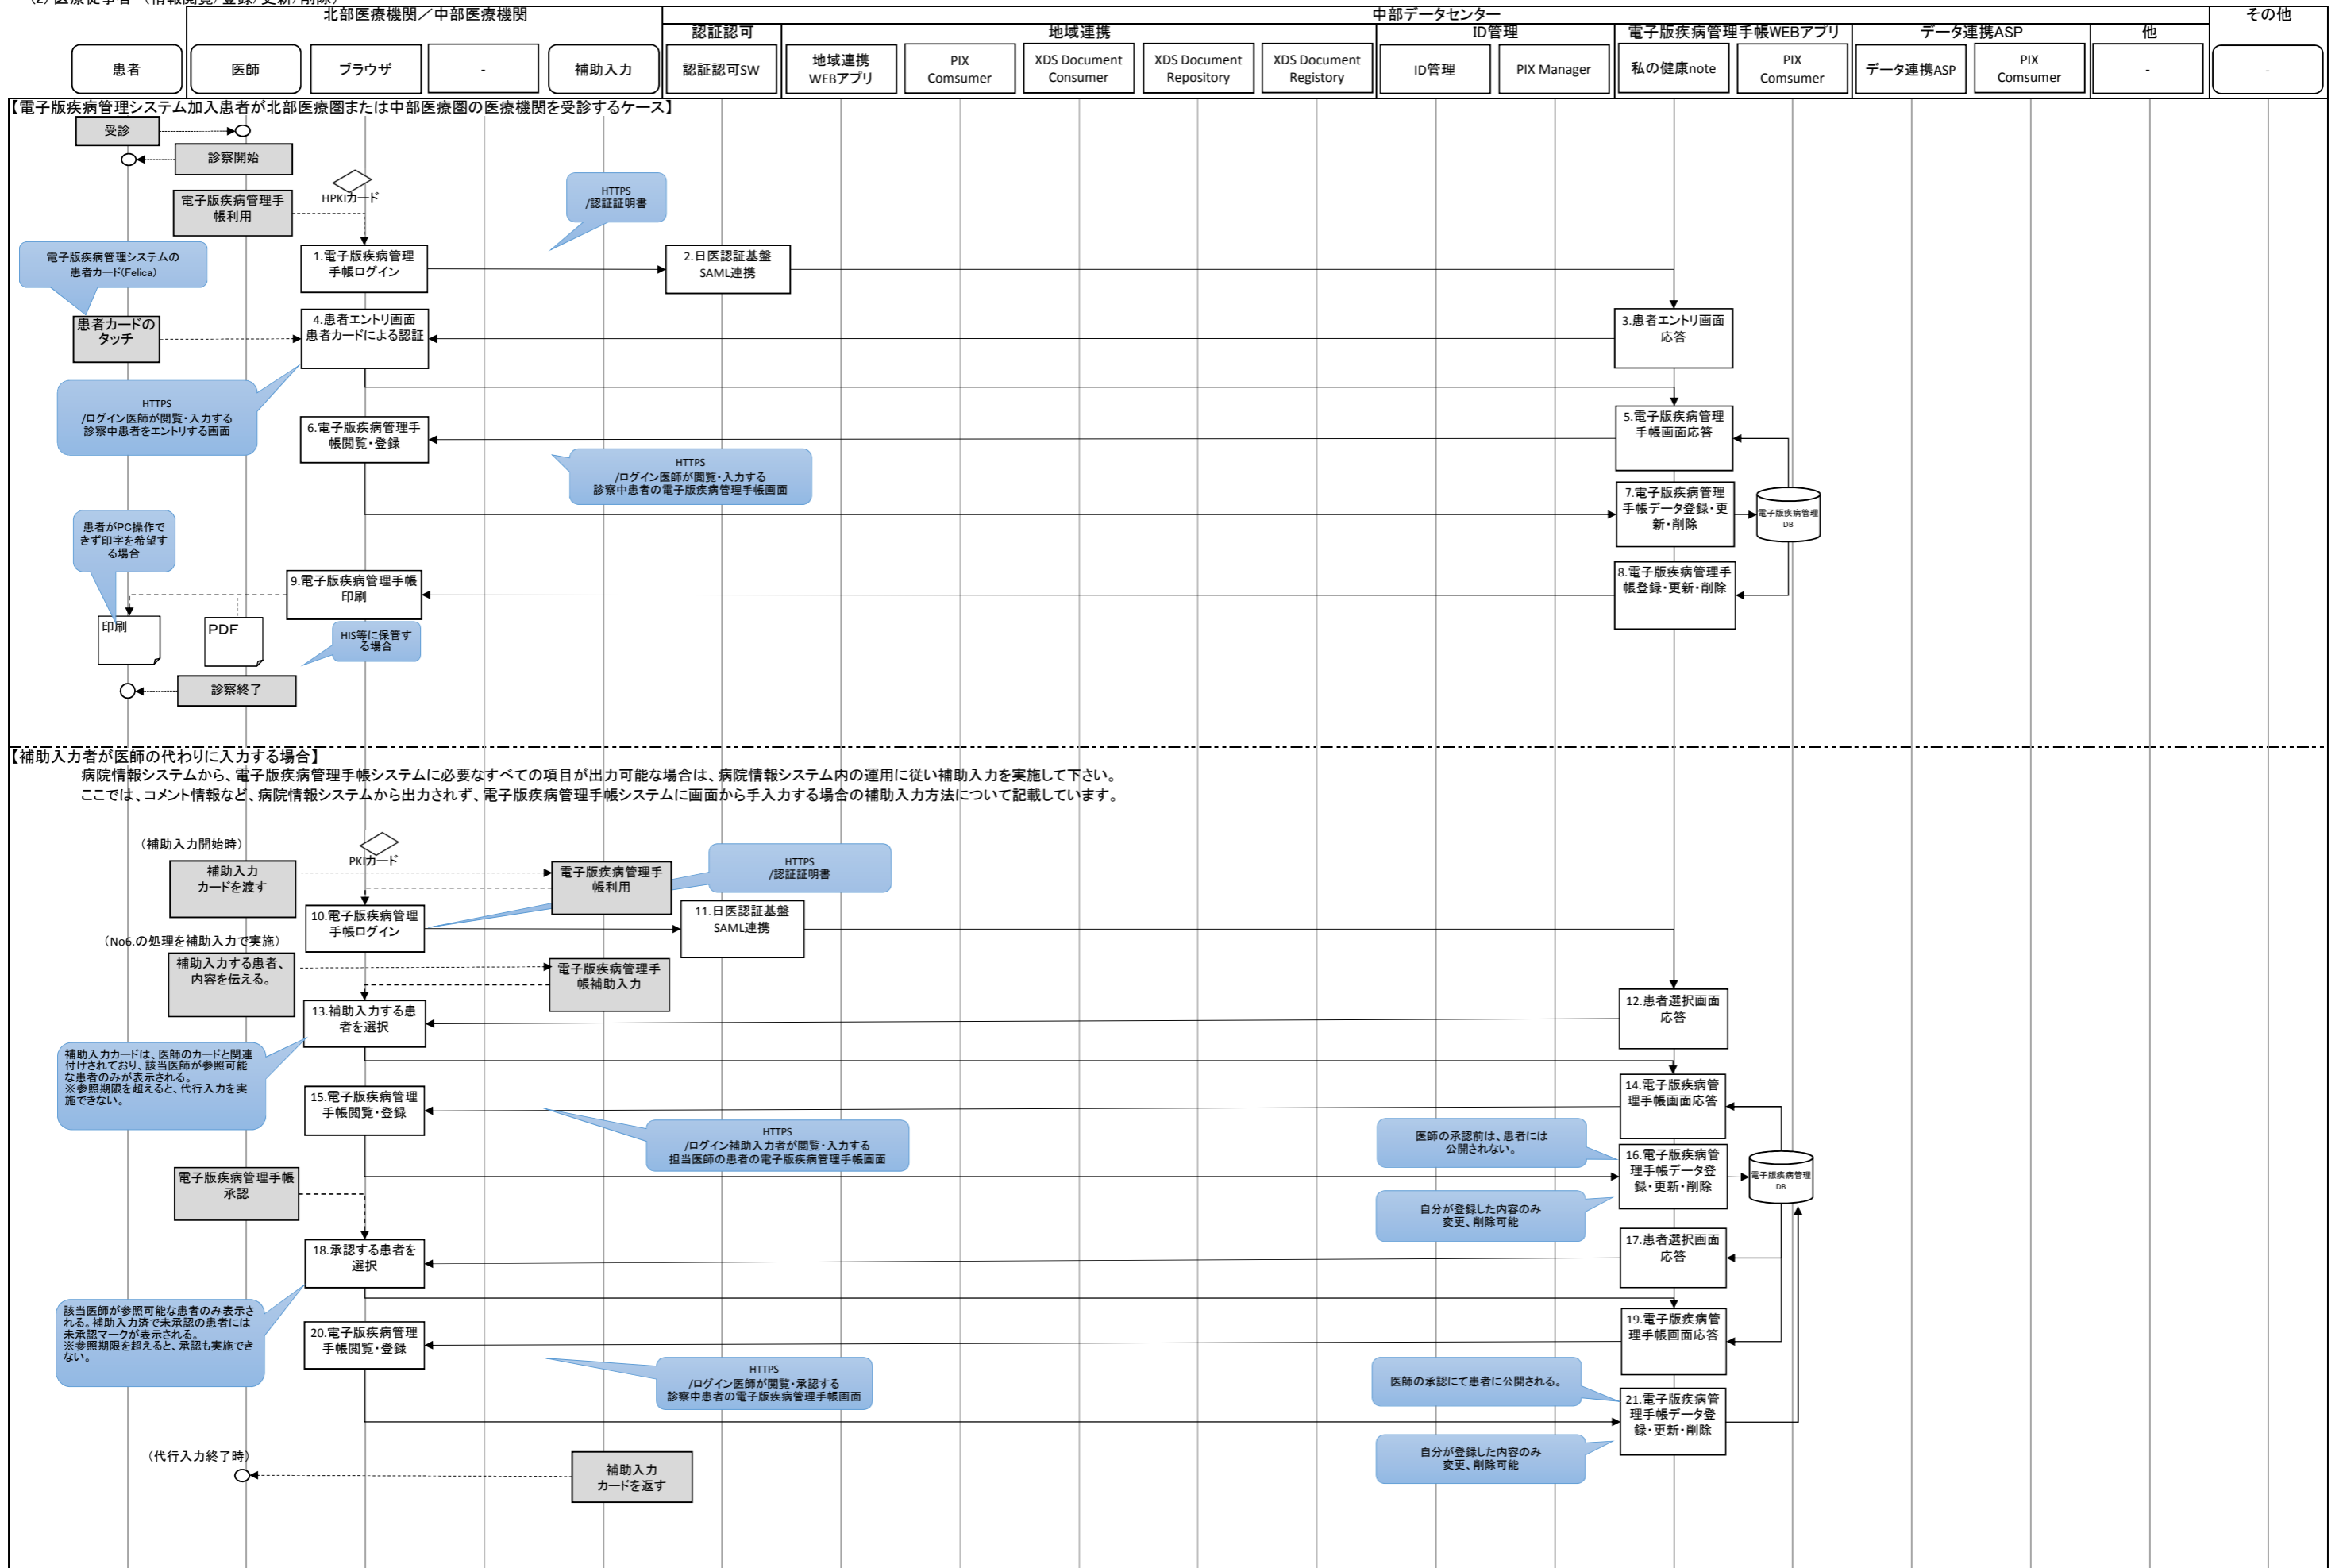 (2) 医療従事者 (情報閲覧/登録/更新/削除)
北部医療機関／中部医療機関
中部データセンター
その他
認証認可
地域連携
ID管理
電子版疾病管理手帳WEBアプリ
データ連携ASP
他
患者
医師
ブラウザ
-
補助入力
認証認可SW
地域連携
WEBアプリ
PIX
Comsumer
XDS Document
Consumer
XDS Document
Repository
XDS Document
Registory
ID管理
PIX Manager
私の健康note
PIX
Comsumer
データ連携ASP
PIX
Comsumer
-
-
【電子版疾病管理システム加入患者が北部医療圏または中部医療圏の医療機関を受診するケース】
受診
診察開始
電子版疾病管理手
帳利用
HPKIカード
HTTPS
/認証証明書
電子版疾病管理システムの
患者カード(Felica)
1.電子版疾病管理
手帳ログイン
2.日医認証基盤
SAML連携
患者カードの
タッチ
4.患者エントリ画面
患者カードによる認証
3.患者エントリ画面
応答
HTTPS
/ログイン医師が閲覧・入力する
診察中患者をエントリする画面
6.電子版疾病管理手
帳閲覧・登録
5.電子版疾病管理
手帳画面応答
HTTPS
/ログイン医師が閲覧・入力する
診察中患者の電子版疾病管理手帳画面
7.電子版疾病管理
手帳データ登録・更
新・削除
電子版疾病管理
DB
患者がPC操作で
きず印字を希望す
る場合
9.電子版疾病管理手帳
印刷
8.電子版疾病管理手
帳登録・更新・削除
印刷
PDF
HIS等に保管す
る場合
診察終了
【補助入力者が医師の代わりに入力する場合】
病院情報システムから、電子版疾病管理手帳システムに必要なすべての項目が出力可能な場合は、病院情報システム内の運用に従い補助入力を実施して下さい。
ここでは、コメント情報など、病院情報システムから出力されず、電子版疾病管理手帳システムに画面から手入力する場合の補助入力方法について記載しています。
（補助入力開始時）
PKIカード
補助入力
カードを渡す
電子版疾病管理手
帳利用
HTTPS
/認証証明書
10.電子版疾病管理
手帳ログイン
11.日医認証基盤
SAML連携
（No6.の処理を補助入力で実施）
補助入力する患者、
内容を伝える。
電子版疾病管理手
帳補助入力
13.補助入力する患
者を選択
12.患者選択画面
応答
補助入力カードは、医師のカードと関連
付けされており、該当医師が参照可能
な患者のみが表示される。
※参照期限を超えると、代行入力を実
施できない。
15.電子版疾病管理
手帳閲覧・登録
14.電子版疾病管
理手帳画面応答
HTTPS
/ログイン補助入力者が閲覧・入力する
担当医師の患者の電子版疾病管理手帳画面
医師の承認前は、患者には
公開されない。
16.電子版疾病管
理手帳データ登
録・更新・削除
電子版疾病管理
DB
電子版疾病管理手帳
承認
自分が登録した内容のみ
変更、削除可能
18.承認する患者を
選択
17.患者選択画面
応答
該当医師が参照可能な患者のみ表示さ
れる。補助入力済で未承認の患者には
未承認マークが表示される。
※参照期限を超えると、承認も実施でき
ない。
20.電子版疾病管理
手帳閲覧・登録
19.電子版疾病管
理手帳画面応答
HTTPS
/ログイン医師が閲覧・承認する
診察中患者の電子版疾病管理手帳画面
医師の承認にて患者に公開される。
21.電子版疾病管
理手帳データ登
録・更新・削除
自分が登録した内容のみ
変更、削除可能
（代行入力終了時）
補助入力
カードを返す